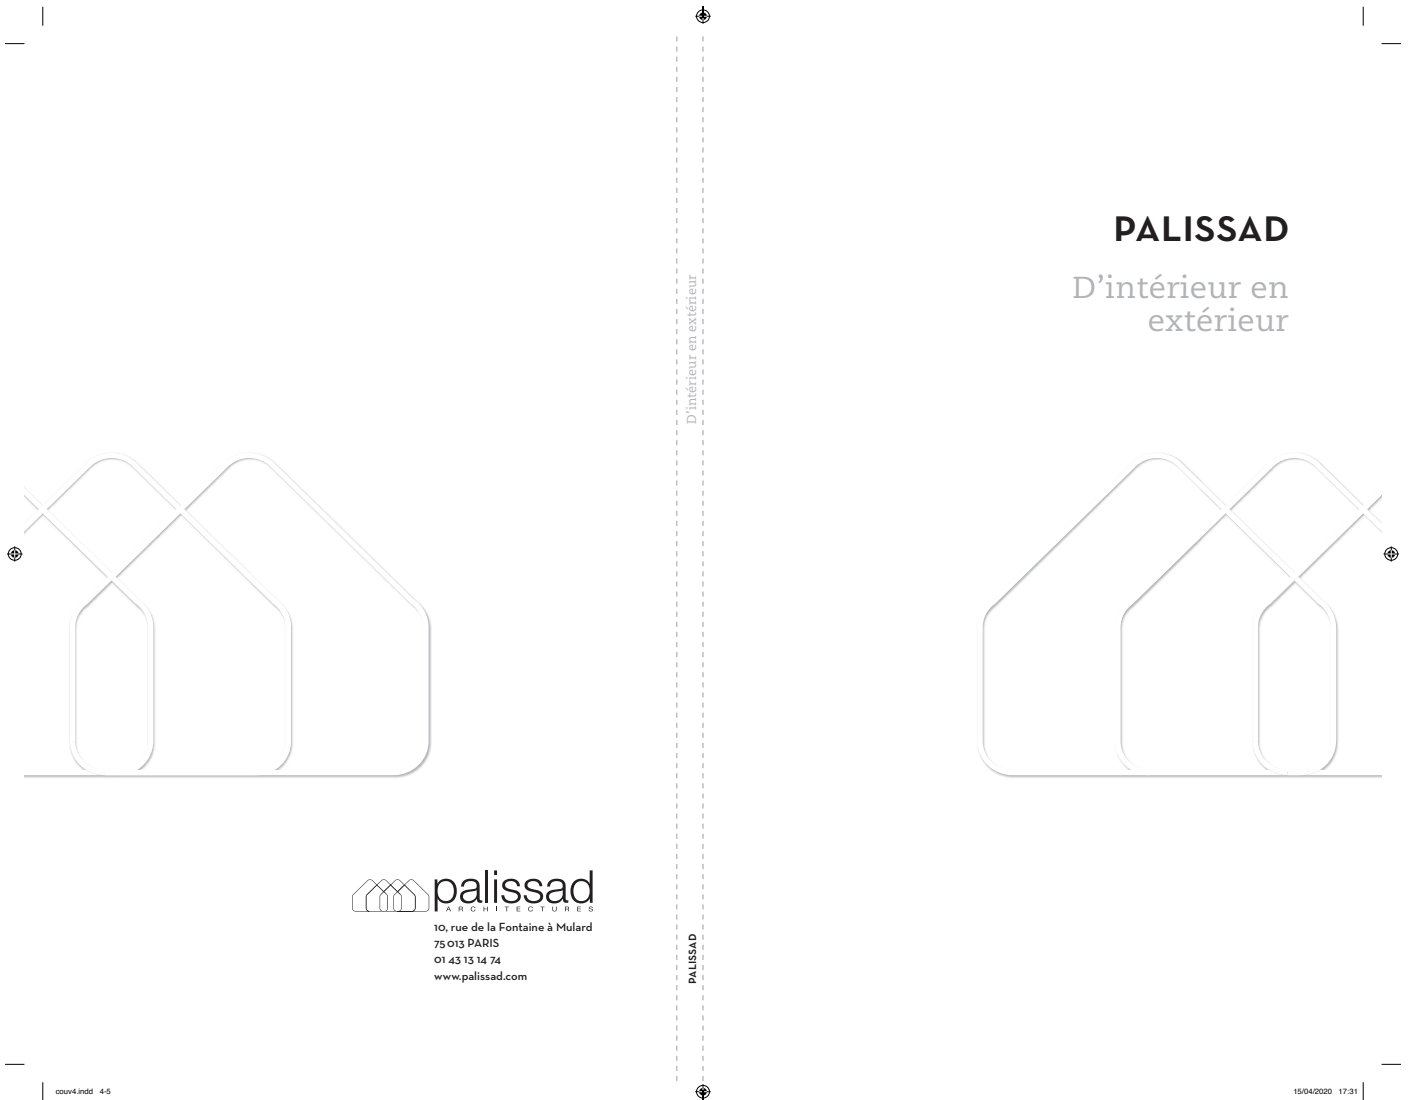 PALISSAD
D’intérieur en
extérieur
D’intérieur en extérieur
PALISSAD
palissad
ARCHITECTURES
10, rue de la Fontaine à Mulard
75 013 PARIS
01 43 13 14 74
www.palissad.com
couv4.indd 4-5
15/04/2020 17:31